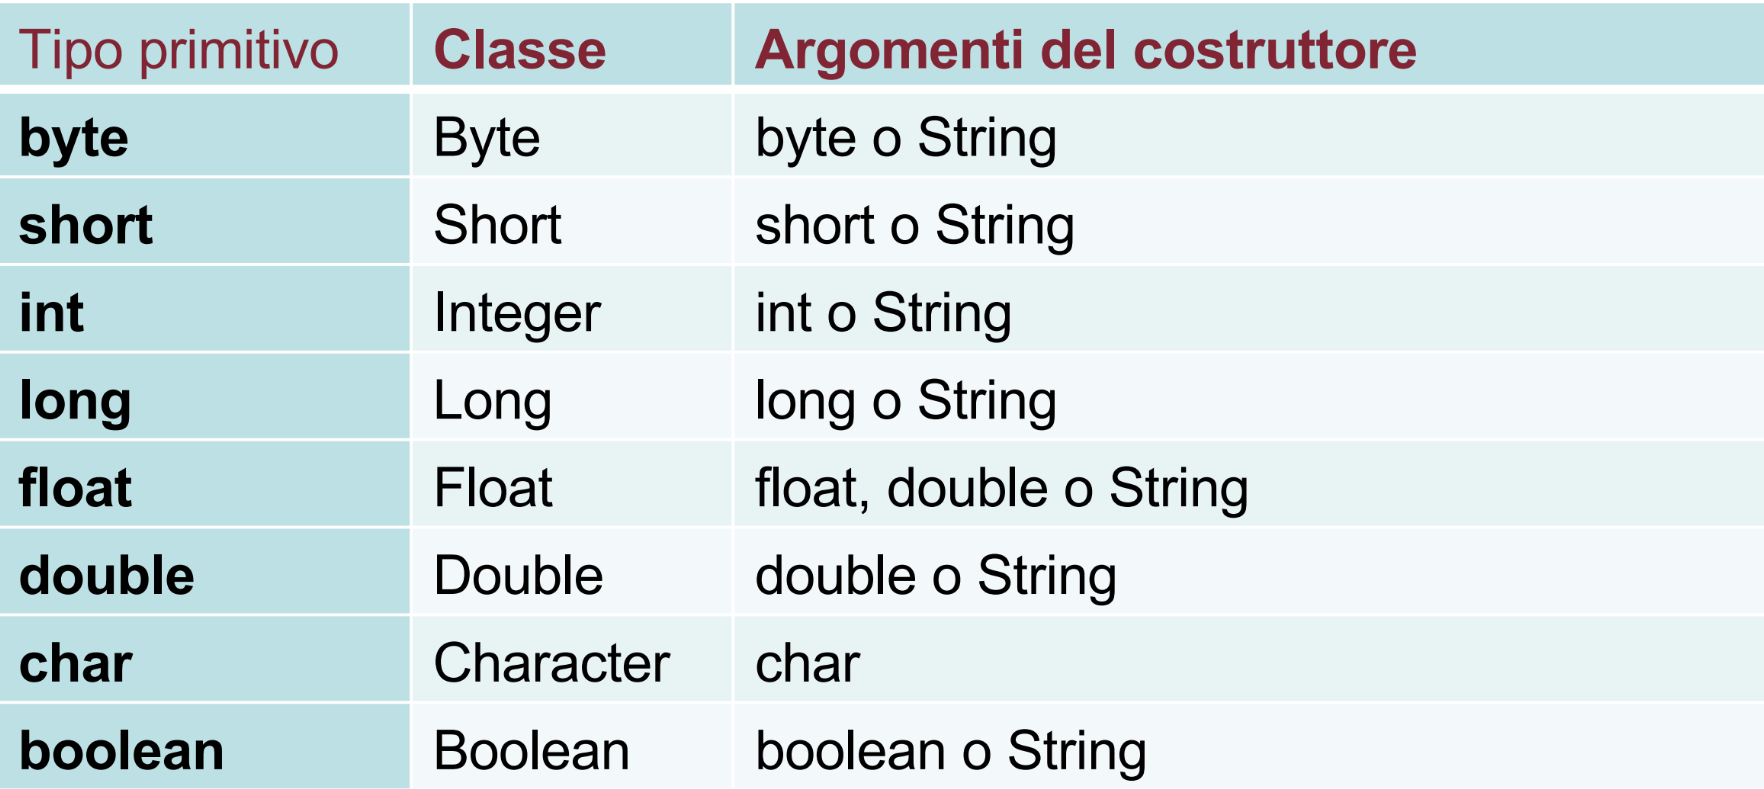 Tipo primitivo Classe Argomenti del costruttore
byte Byte byte o String
short Short short o String
int Integer int o String
long Long long o String
float Float float, double o String
double Double double o String
char Character char
boolean Boolean boolean o String